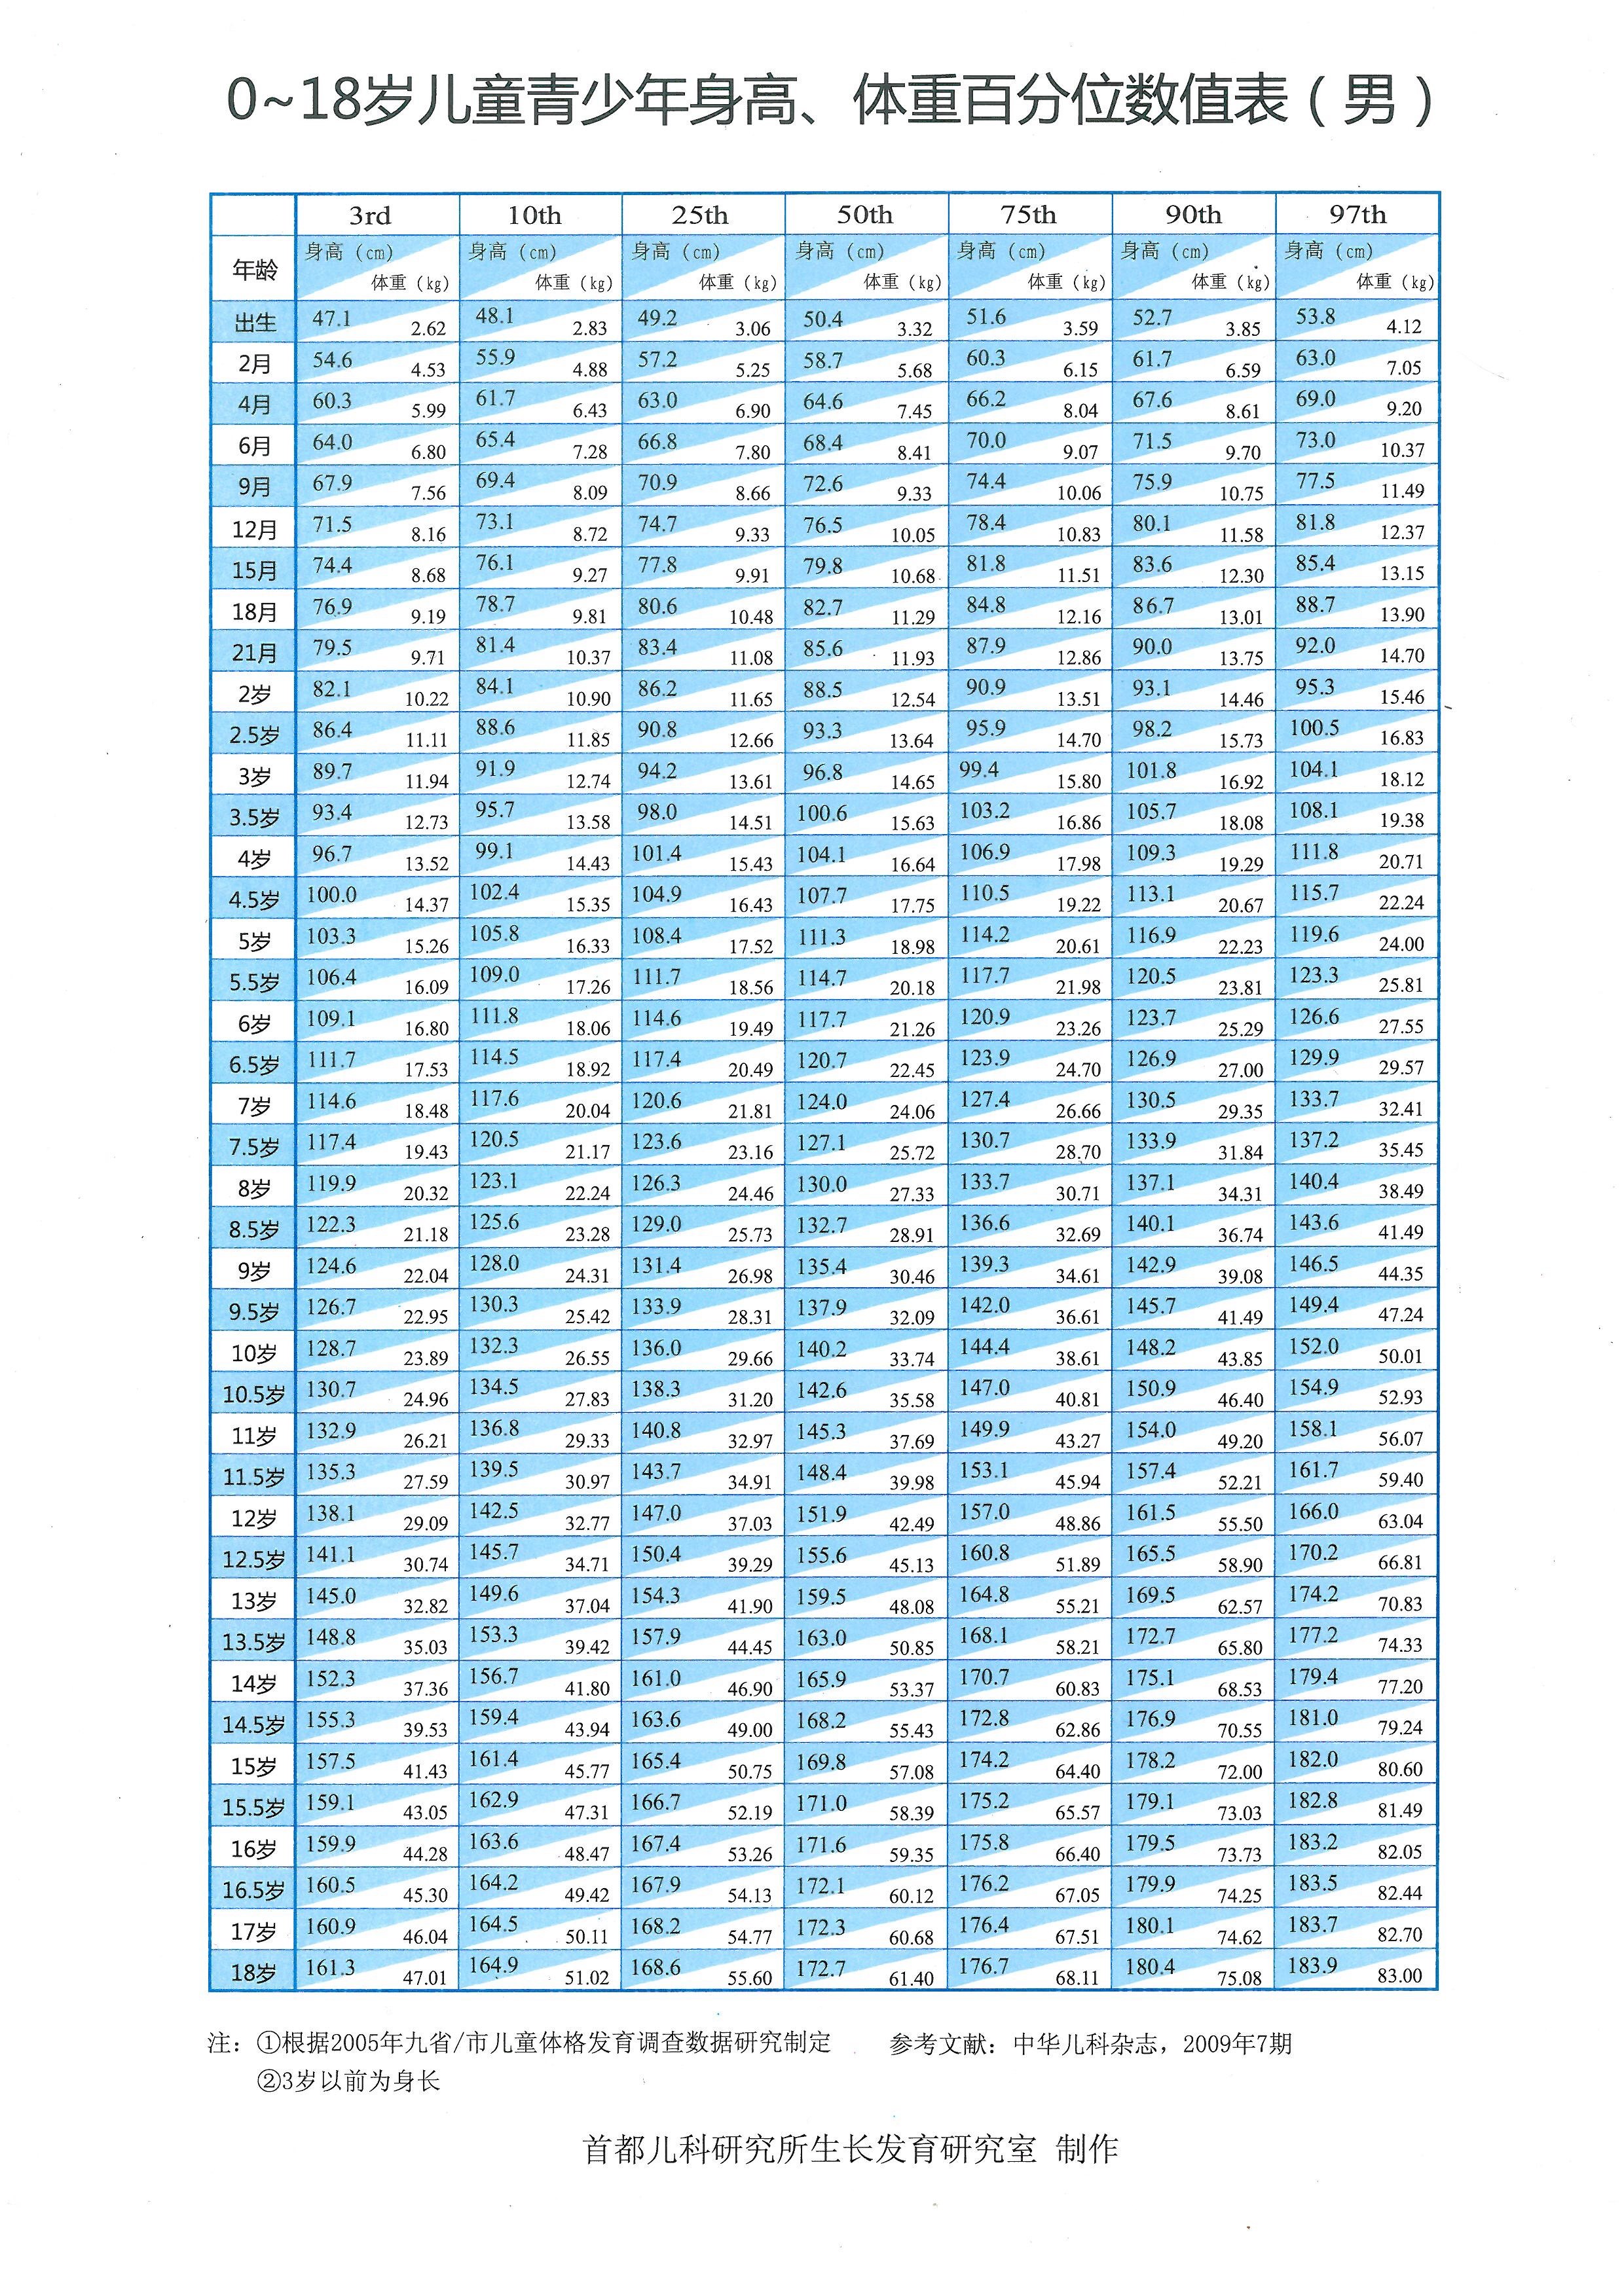 0~18岁儿童青少年身高、体重百分位数值表（男）
3rd 10th 25th 50th 75th 90th 97th
年龄 身高（cm） 体重（kg） 身高（cm） 体重（kg） 身高（cm） 体重（kg） 身高（cm） 体重（kg） 身高（cm） 体重（kg） 身高（cm） 体重（kg） 身高（cm） 体重（kg）
出生 47.1 2.62 48.1 2.83 49.2 3.06 50.4 3.32 51.6 3.59 52.7 3.85 53.8 4.12
2月 54.6 4.53 55.9 4.88 57.2 5.25 58.7 5.68 60.3 6.15 61.7 6.59 63.0 7.05
4月 60.3 5.99 61.7 6.43 63.0 6.90 64.6 7.45 66.2 8.04 67.6 8.61 69.0 9.20
6月 64.0 6.80 65.4 7.28 66.8 7.80 68.4 8.41 70.0 9.07 71.5 9.70 73.0 10.37
9月 67.9 7.56 69.4 8.09 70.9 8.66 72.6 9.33 74.4 10.06 75.9 10.75 77.5 11.49
12月 71.5 8.16 73.1 8.72 74.7 9.33 76.5 10.05 78.4 10.83 80.1 11.58 81.8 12.37
15月 74.4 8.68 76.1 9.27 77.8 9.91 79.8 10.68 81.8 11.51 83.6 12.30 85.4 13.15
18月 76.9 9.19 78.7 9.81 80.6 10.48 82.7 11.29 84.8 12.16 86.7 13.01 88.7 13.90
21月 79.5 9.71 81.4 10.37 83.4 11.08 85.6 11.93 87.9 12.86 90.0 13.75 92.0 14.70
2岁 82.1 10.22 84.1 10.90 86.2 11.65 88.5 12.54 90.9 13.51 93.1 14.46 95.3 15.46
2.5岁 86.4 11.11 88.6 11.85 90.8 12.66 93.3 13.64 95.9 14.70 98.2 15.73 100.5 16.83
3岁 89.7 11.94 91.9 12.74 94.2 13.61 96.8 14.65 99.4 15.80 101.8 16.92 104.1 18.12
3.5岁 93.4 12.73 95.7 13.58 98.0 14.51 100.6 15.63 103.2 16.86 105.7 18.08 108.1 19.38
4岁 96.7 13.52 99.1 14.43 101.4 15.43 104.1 16.64 106.9 17.98 109.3 19.29 111.8 20.71
4.5岁 100.0 14.37 102.4 15.35 104.9 16.43 107.7 17.75 110.5 19.22 113.1 20.67 115.7 22.24
5岁 103.3 15.26 105.8 16.33 108.4 17.52 111.3 18.98 114.2 20.61 116.9 22.23 119.6 24.00
5.5岁 106.4 16.09 109.0 17.26 111.7 18.56 114.7 20.18 117.7 21.98 120.5 23.81 123.3 25.81
6岁 109.1 16.80 111.8 18.06 114.6 19.49 117.7 21.26 120.9 23.26 123.7 25.29 126.6 27.55
6.5岁 111.7 17.53 114.5 18.92 117.4 20.49 120.7 22.45 123.9 24.70 126.9 27.00 129.9 29.57
7岁 114.6 18.48 117.6 20.04 120.6 21.81 124.0 24.06 127.4 26.66 130.5 29.35 133.7 32.41
7.5岁 117.4 19.43 120.5 21.17 123.6 23.16 127.1 25.72 130.7 28.70 133.9 31.84 137.2 35.45
8岁 119.9 20.32 123.1 22.24 126.3 24.46 130.0 27.33 133.7 30.71 137.1 34.31 140.4 38.49
8.5岁 122.3 21.18 125.6 23.28 129.0 25.73 132.7 28.91 136.6 32.69 140.1 36.74 143.6 41.49
9岁 124.6 22.04 128.0 24.31 131.4 26.98 135.4 30.46 139.3 34.61 142.9 39.08 146.5 44.35
9.5岁 126.7 22.95 130.3 25.42 133.9 28.31 137.9 32.09 142.0 36.61 145.7 41.49 149.4 47.24
10岁 128.7 23.89 132.3 26.55 136.0 29.66 140.2 33.74 144.4 38.61 148.2 43.85 152.0 50.01
10.5岁 130.7 24.96 134.5 27.83 138.3 31.20 142.6 35.58 147.0 40.81 150.9 46.40 154.9 52.93
11岁 132.9 26.21 136.8 29.33 140.8 32.97 145.3 37.69 149.9 43.27 154.0 49.20 158.1 56.07
11.5岁 135.3 27.59 139.5 30.97 143.7 34.91 148.4 39.98 153.1 45.94 157.4 52.21 161.7 59.40
12岁 138.1 29.09 142.5 32.77 147.0 37.03 151.9 42.49 157.0 48.86 161.5 55.50 166.0 63.04
12.5岁 141.1 30.74 145.7 34.71 150.4 39.29 155.6 45.13 160.8 51.89 165.5 58.90 170.2 66.81
13岁 145.0 32.82 149.6 37.04 154.3 41.90 159.5 48.08 164.8 55.21 169.5 62.57 174.2 70.83
13.5岁 148.8 35.03 153.3 39.42 157.9 44.45 163.0 50.85 168.1 58.21 172.7 65.80 177.2 74.33
14岁 152.3 37.36 156.7 41.80 161.0 46.90 165.9 53.37 170.7 60.83 175.1 68.53 179.4 77.20
14.5岁 155.3 39.53 159.4 43.94 163.6 49.00 168.2 55.43 172.8 62.86 176.9 70.55 181.0 79.24
15岁 157.5 41.43 161.4 45.77 165.4 50.75 169.8 57.08 174.2 64.40 178.2 72.00 182.0 80.60
15.5岁 159.1 43.05 162.9 47.31 166.7 52.19 171.0 58.39 175.2 65.57 179.1 73.03 182.8 81.49
16岁 159.9 44.28 163.6 48.47 167.4 53.26 171.6 59.35 175.8 66.40 179.5 73.73 183.2 82.05
16.5岁 160.5 45.30 164.2 49.42 167.9 54.13 172.1 60.12 176.2 67.05 179.9 74.25 183.5 82.44
17岁 160.9 46.04 164.5 50.11 168.2 54.77 172.3 60.68 176.4 67.51 180.1 74.62 183.7 82.70
18岁 161.3 47.01 164.9 51.02 168.6 55.60 172.7 61.40 176.7 68.11 180.4 75.08 183.9 83.00
注：①根据2005年九省/市儿童体格发育调查数据研究制定 参考文献：中华儿科杂志，2009年7期
②3岁以前为身长
首都儿科研究所生长发育研究室 制作